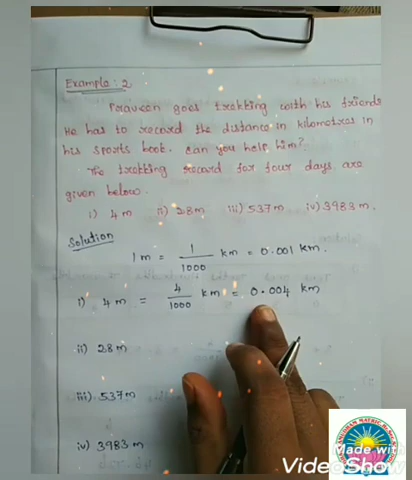 Example: 2
Praveen goes trekking with his friends
He has to record the distance in kilometres in
his sports book. Can you help him?
The trekking record for four days are
given below.
i) 4 m ii) 28 m iii) 537 m iv) 3983 m.
Solution
1 m = 1/1000 km = 0.001 km.
i) 4 m = 4/1000 km = 0.004 km
ii) 28 m
iii) 537 m
iv) 3983 m
Made with
VideoShow